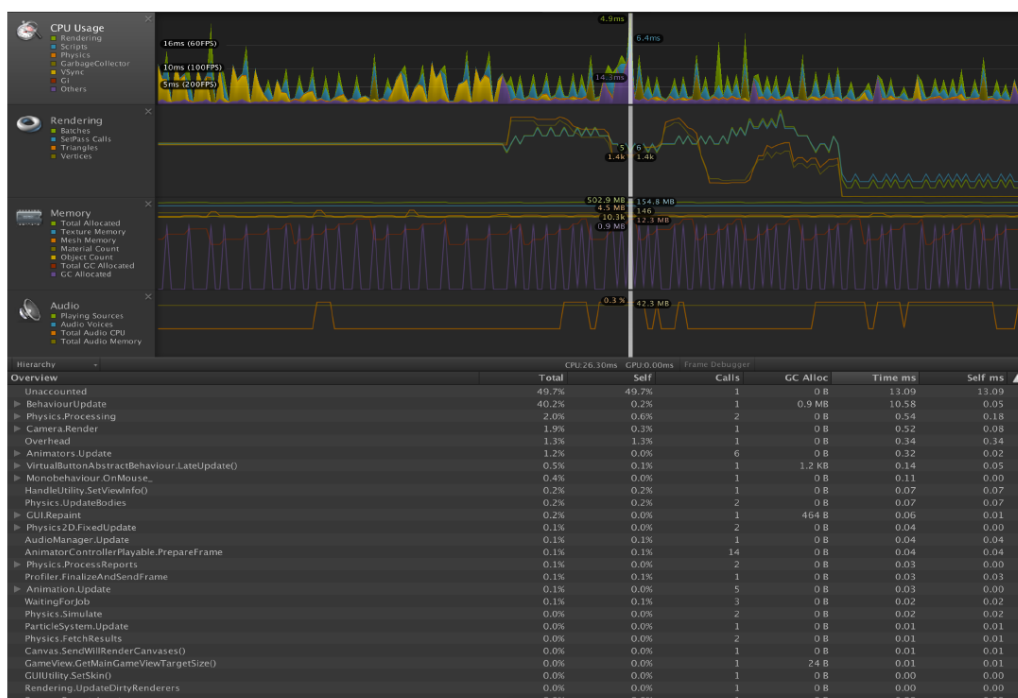 CPU Usage
Rendering
Scripts
Physics
GarbageCollector
VSync
GI
Others
16ms (60FPS)
10ms (100FPS)
5ms (200FPS)
4.9ms
6.4ms
14.3ms
Rendering
Batches
SetPass Calls
Triangles
Vertices
5 6
1.4k 1.4k
Memory
Total Allocated
Texture Memory
Mesh Memory
Material Count
Object Count
Total GC Allocated
GC Allocated
502.9 MB 154.8 MB
4.5 MB 146
10.3k 12.3 MB
0.9 MB
Audio
Playing Sources
Audio Voices
Total Audio CPU
Total Audio Memory
0.3 % 42.3 MB
Hierarchy CPU:26.30ms GPU:0.00ms Frame Debugger
Overview Total Self Calls GC Alloc Time ms Self ms
Unaccounted 49.7% 49.7% 1 0 B 13.09 13.09
BehaviourUpdate 40.2% 0.2% 1 0.9 MB 10.58 0.05
Physics.Processing 2.0% 0.6% 2 0 B 0.54 0.18
Camera.Render 1.9% 0.3% 1 0 B 0.52 0.08
Overhead 1.3% 1.3% 1 0 B 0.34 0.34
Animators.Update 1.2% 0.0% 6 0 B 0.32 0.02
VirtualButtonAbstractBehaviour.LateUpdate() 0.5% 0.1% 1 1.2 KB 0.14 0.05
Monobehaviour.OnMouse_ 0.4% 0.0% 1 0 B 0.11 0.00
HandleUtility.SetViewInfo() 0.2% 0.2% 1 0 B 0.07 0.07
Physics.UpdateBodies 0.2% 0.2% 2 0 B 0.07 0.07
GUI.Repaint 0.2% 0.0% 1 464 B 0.06 0.01
Physics2D.FixedUpdate 0.1% 0.0% 2 0 B 0.04 0.00
AudioManager.Update 0.1% 0.1% 1 0 B 0.04 0.04
AnimatorControllerPlayable.PrepareFrame 0.1% 0.1% 14 0 B 0.04 0.04
Physics.ProcessReports 0.1% 0.0% 2 0 B 0.03 0.00
Profiler.FinalizeAndSendFrame 0.1% 0.1% 1 0 B 0.03 0.03
Animation.Update 0.1% 0.0% 5 0 B 0.03 0.00
WaitingForJob 0.1% 0.1% 3 0 B 0.02 0.02
Physics.Simulate 0.0% 0.0% 2 0 B 0.02 0.02
ParticleSystem.Update 0.0% 0.0% 1 0 B 0.01 0.01
Physics.FetchResults 0.0% 0.0% 2 0 B 0.01 0.01
Canvas.SendWillRenderCanvases() 0.0% 0.0% 1 0 B 0.01 0.01
GameView.GetMainGameViewTargetSize() 0.0% 0.0% 1 24 B 0.01 0.01
GUIUtility.SetSkin() 0.0% 0.0% 1 0 B 0.00 0.00
Rendering.UpdateDirtyRenderers 0.0% 0.0% 1 0 B 0.00 0.00